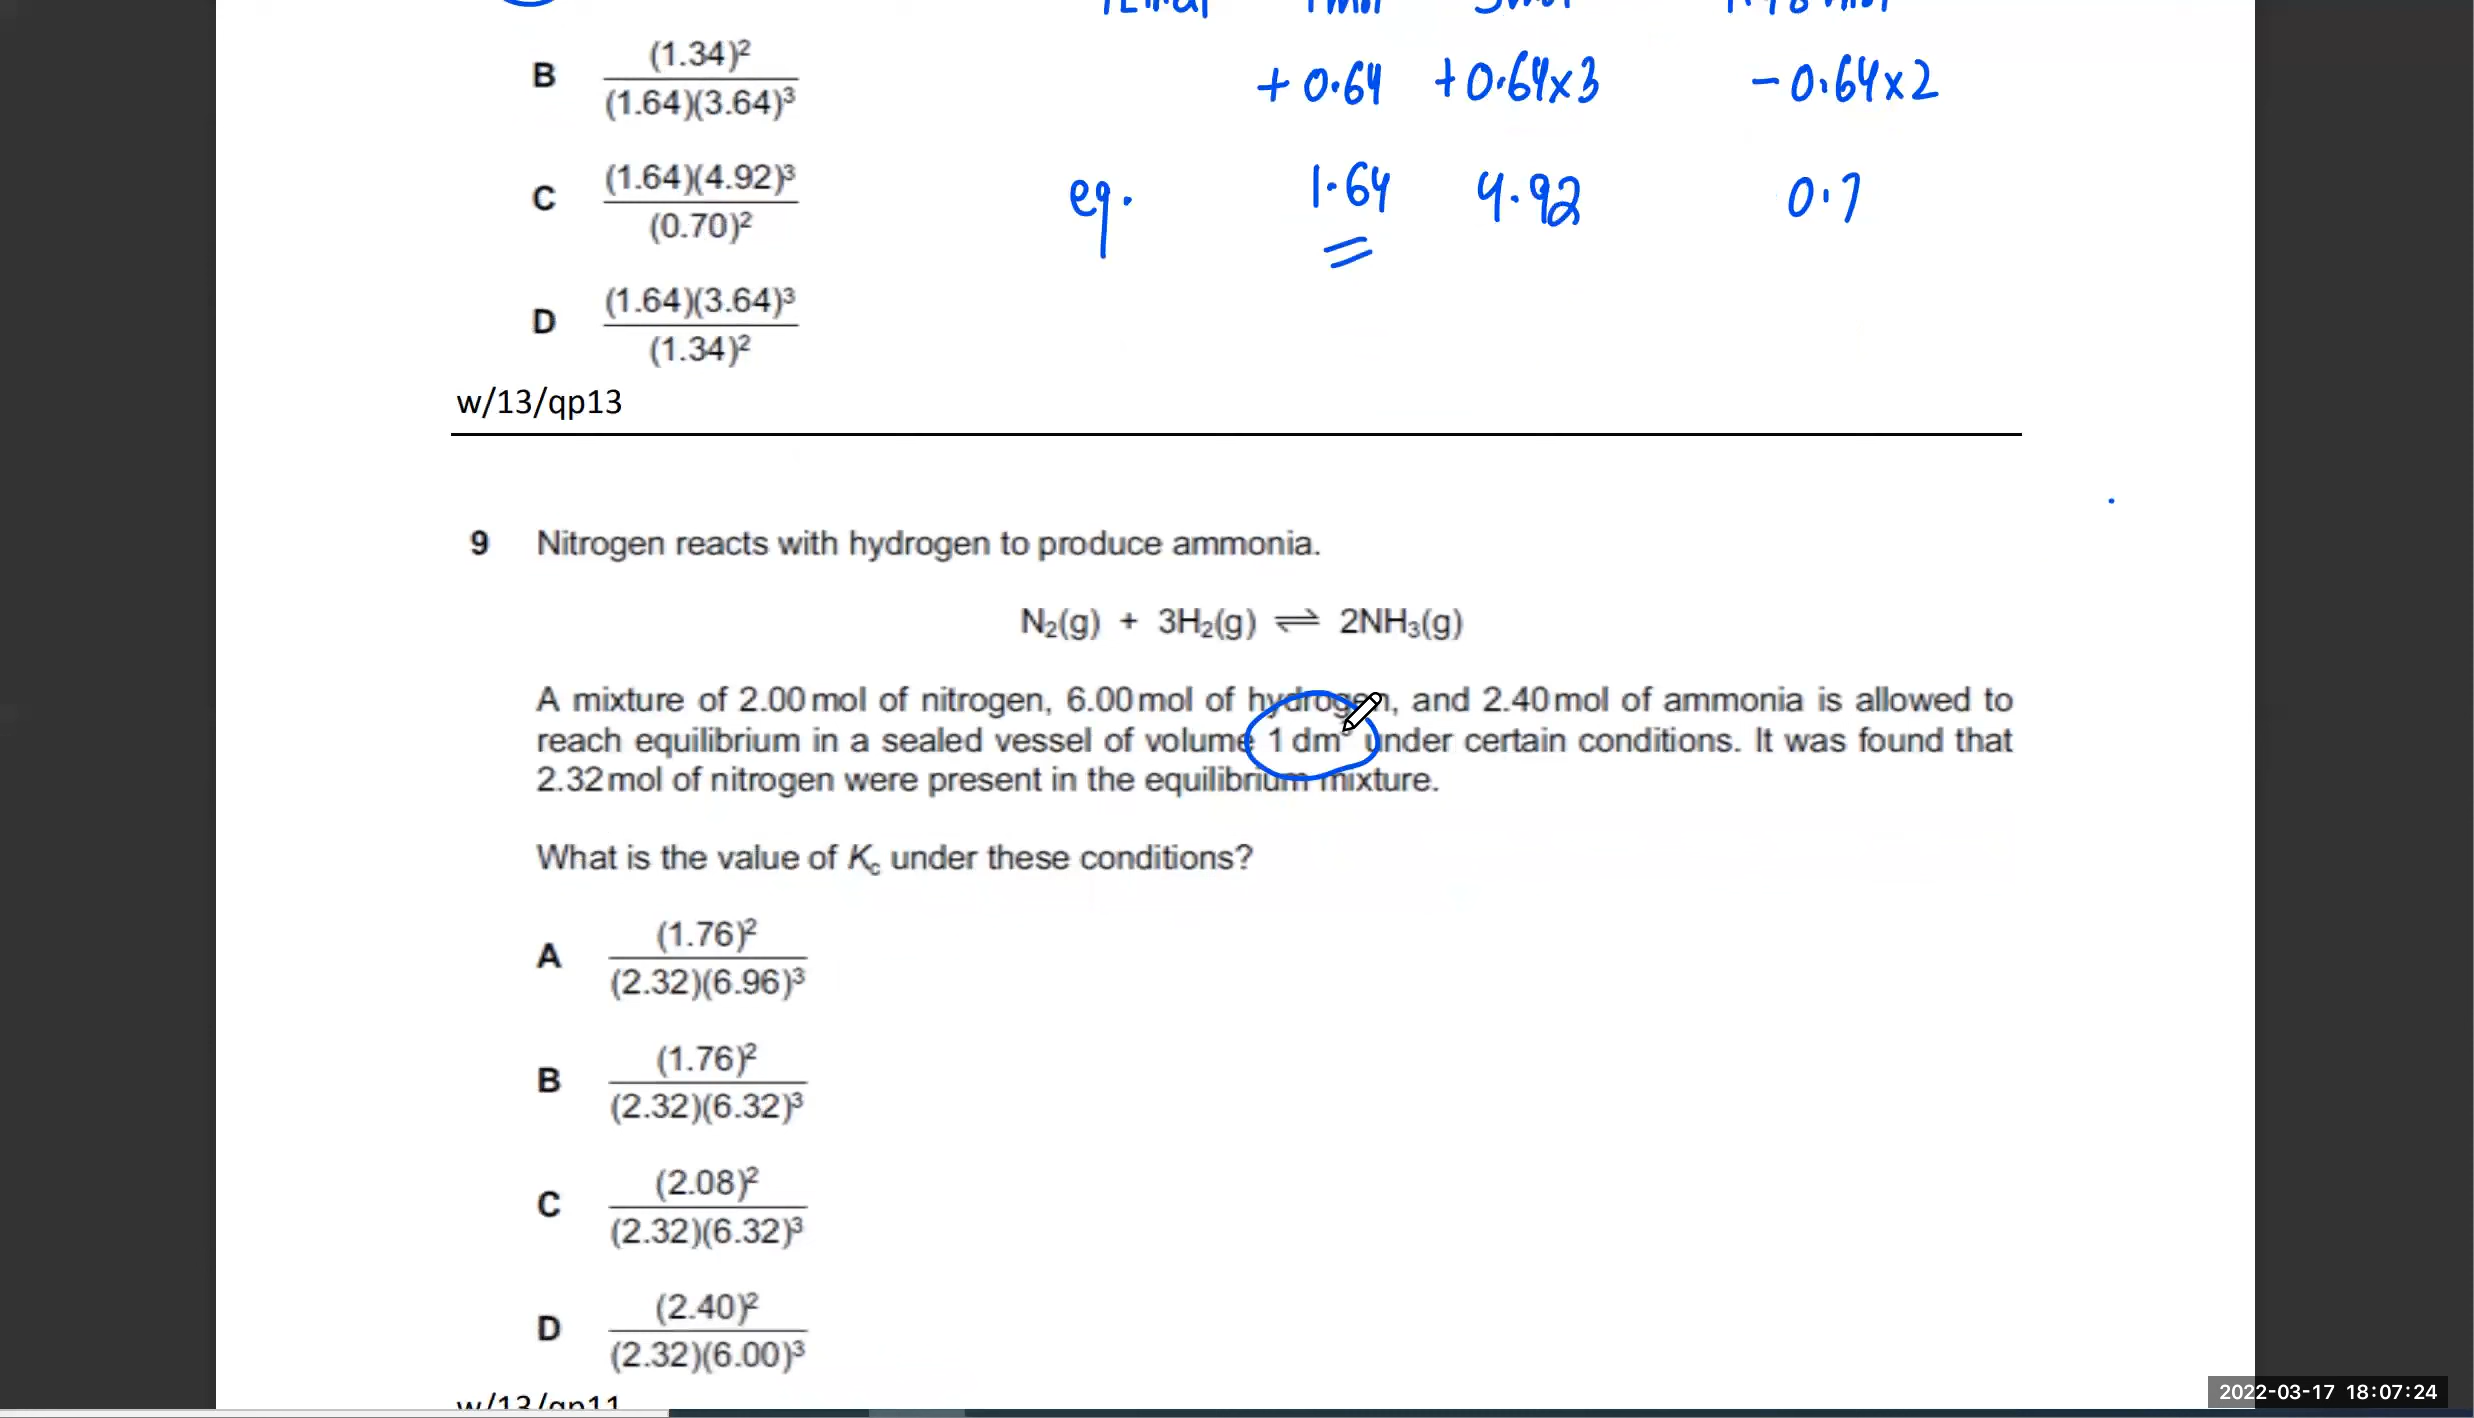 B (1.34)² / (1.64)(3.64)³
+ 0.64 + 0.64×3 - 0.64×2
C (1.64)(4.92)³ / (0.70)²
eq. 1.64 4.92 0.7
D (1.64)(3.64)³ / (1.34)²
w/13/qp13
9 Nitrogen reacts with hydrogen to produce ammonia.
N₂(g) + 3H₂(g) ⇌ 2NH₃(g)
A mixture of 2.00 mol of nitrogen, 6.00 mol of hydrogen, and 2.40 mol of ammonia is allowed to
reach equilibrium in a sealed vessel of volume 1 dm³ under certain conditions. It was found that
2.32 mol of nitrogen were present in the equilibrium mixture.
What is the value of Kc under these conditions?
A (1.76)² / (2.32)(6.96)³
B (1.76)² / (2.32)(6.32)³
C (2.08)² / (2.32)(6.32)³
D (2.40)² / (2.32)(6.00)³
w/13/qp11
2022-03-17 18:07:24